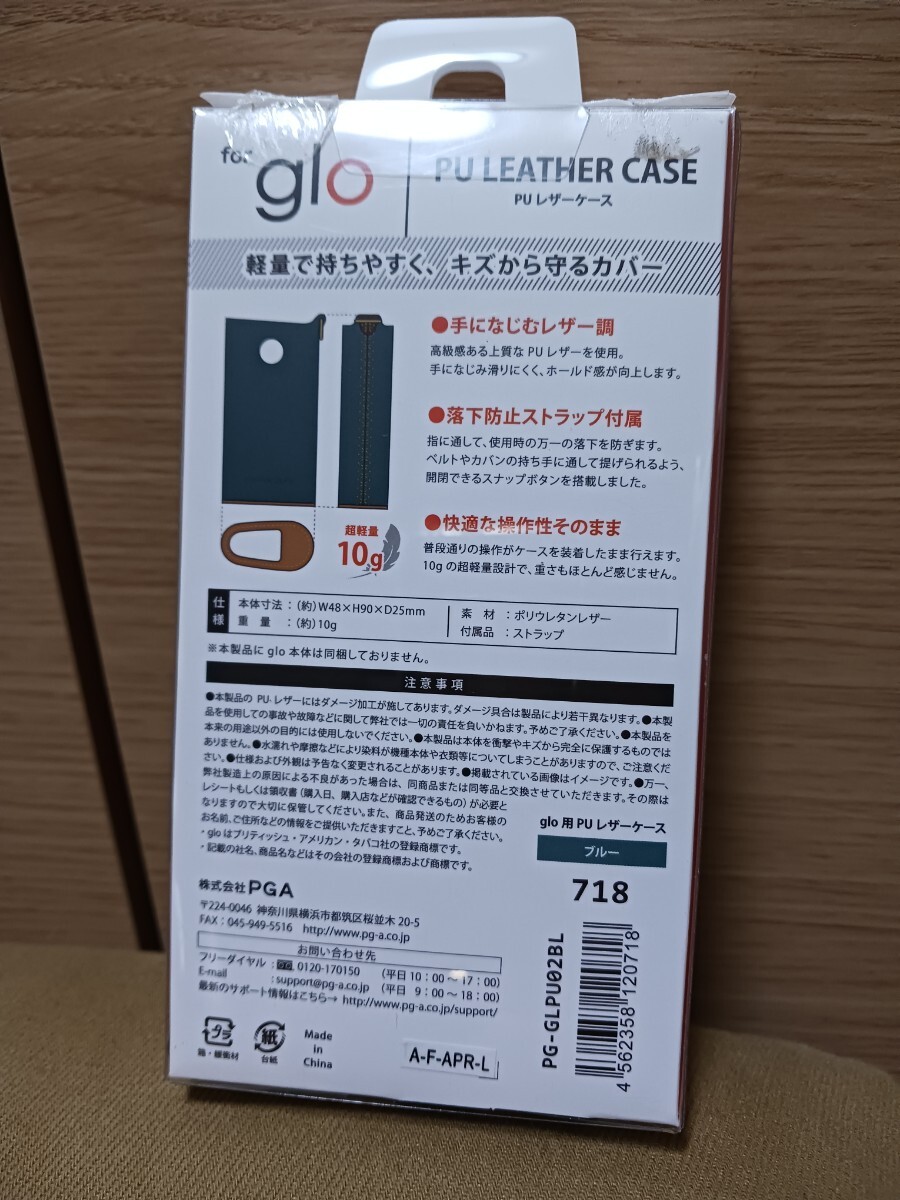 for glo
PU LEATHER CASE
PU レザーケース
軽量で持ちやすく、キズから守るカバー
●手になじむレザー調
高級感ある上質な PU レザーを使用。
手になじみ滑りにくく、ホールド感が向上します。
●落下防止ストラップ付属
指に通して、使用時の万一の落下を防ぎます。
ベルトやカバンの持ち手に通して提げられるよう、
開閉できるスナップボタンを搭載しました。
超軽量
10g
●快適な操作性そのまま
普段通りの操作がケースを装着したまま行えます。
10g の超軽量設計で、重さもほとんど感じません。
仕様
本体寸法：（約）W48×H90×D25mm
重 量 ：（約）10g
素 材 ：ポリウレタンレザー
付属品 ：ストラップ
※本製品に glo 本体は同梱しておりません。
注意事項
●本製品の PU レザーにはダメージ加工が施してあります。ダメージ具合は製品により若干異なります。●本製
品を使用しての事故や故障などに関して弊社では一切の責任を負いかねます。予めご了承ください。●本製品を
本来の用途以外の目的には使用しないでください。●本製品は本体を衝撃やキズから完全に保護するものでは
ありません。●水濡れや摩擦などにより染料が機種本体や衣類等についてしまうことがありますので、ご注意くだ
さい。●仕様および外観は予告なく変更されることがあります。●掲載されている画像はイメージです。●万一、
弊社製造上の原因による不良があった場合は、同商品または同等品と交換させていただきます。その際は
レシートもしくは領収書（購入日、購入店などが確認できるもの）が必要と
なりますので大切に保管してください。また、商品発送のためお客様の
お名前、ご住所などの情報をご提供いただきますこと、予めご了承ください。
・glo はブリティッシュ・アメリカン・タバコ社の登録商標です。
・記載の社名、商品名などはその会社の登録商標および商標です。
glo 用 PU レザーケース
ブルー
718
株式会社PGA
〒224-0046 神奈川県横浜市都筑区桜並木 20-5
FAX：045-949-5516 http://www.pg-a.co.jp
お問い合わせ先
フリーダイヤル : 0120-170150 （平日 10：00 ～ 17：00）
E-mail : support@pg-a.co.jp （平日 9：00 ～ 18：00）
最新のサポート情報はこちら→ http://www.pg-a.co.jp/support/
プラ
箱・緩衝材
紙
台紙
Made
in
China
A-F-APR-L
PG-GLPU02BL
4 562358 120718